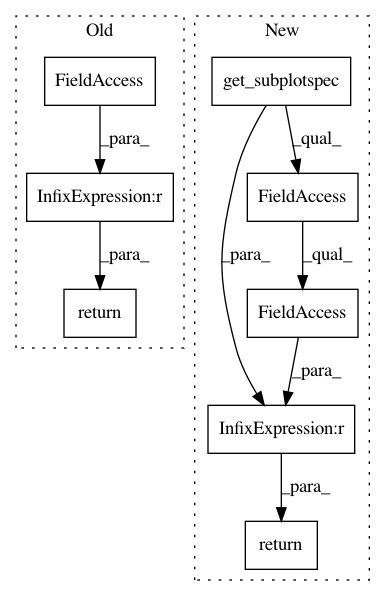 Old
FieldAccess
_para_
InfixExpression:r
_para_
return
New
get_subplotspec
_qual_
FieldAccess
_para_
_qual_
FieldAccess
_para_
InfixExpression:r
_para_
return